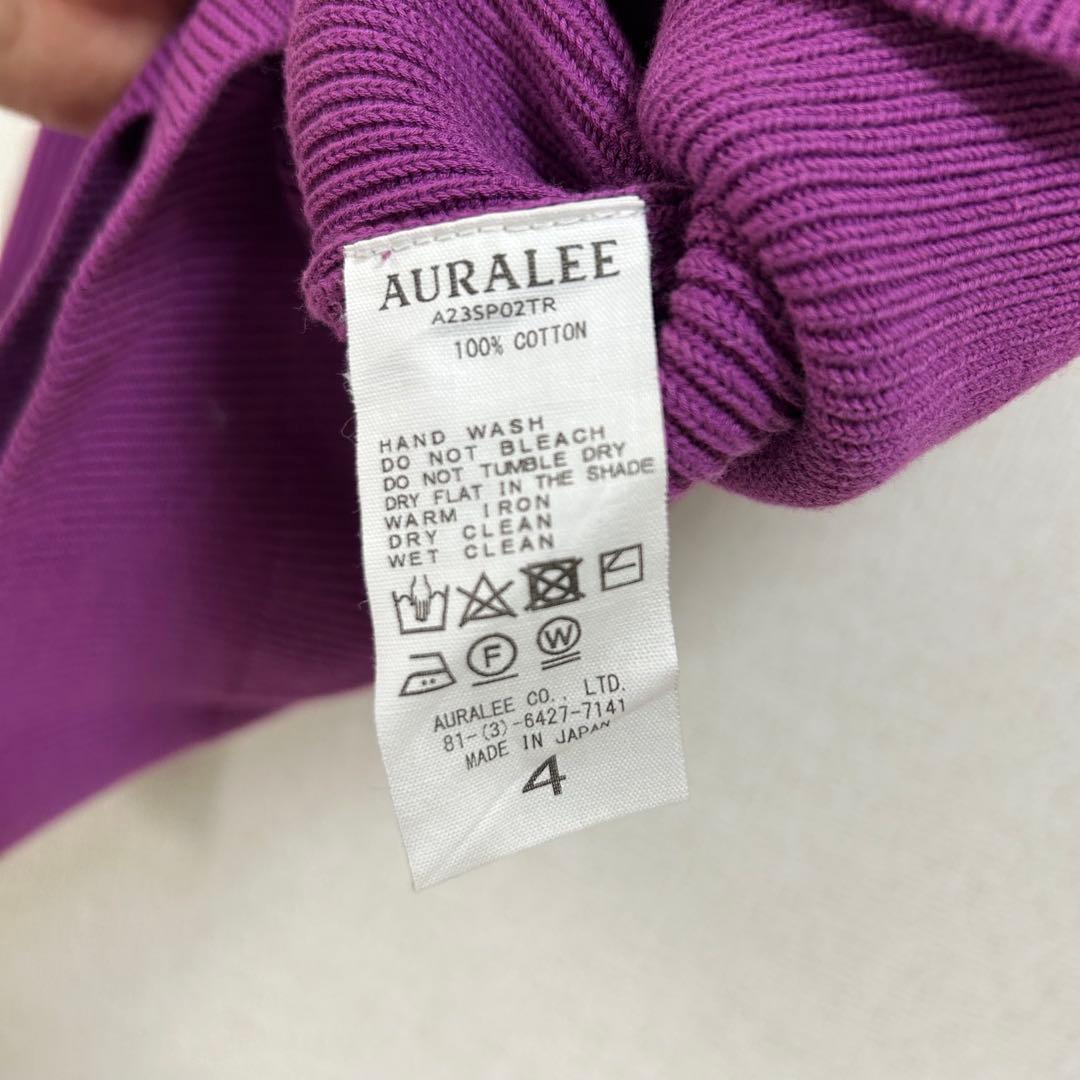 AURALEE
A23SP02TR
100% COTTON
HAND WASH
DO NOT BLEACH
DO NOT TUMBLE DRY
DRY FLAT IN THE SHADE
WARM IRON
DRY CLEAN
WET CLEAN
F W
AURALEE CO., LTD.
81-(3)-6427-7141
MADE IN JAPAN
4